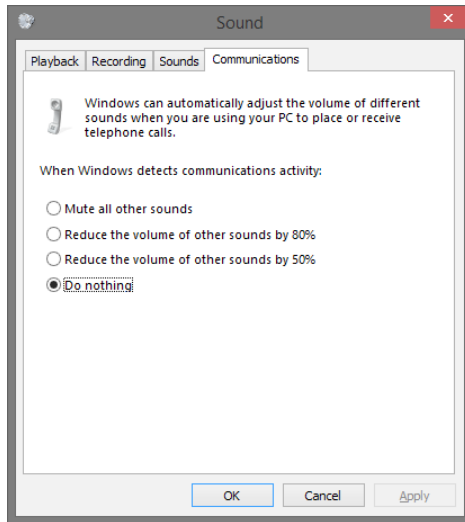 Sound
Playback Recording Sounds Communications
Windows can automatically adjust the volume of different
sounds when you are using your PC to place or receive
telephone calls.
When Windows detects communications activity:
Mute all other sounds
Reduce the volume of other sounds by 80%
Reduce the volume of other sounds by 50%
Do nothing
OK Cancel Apply